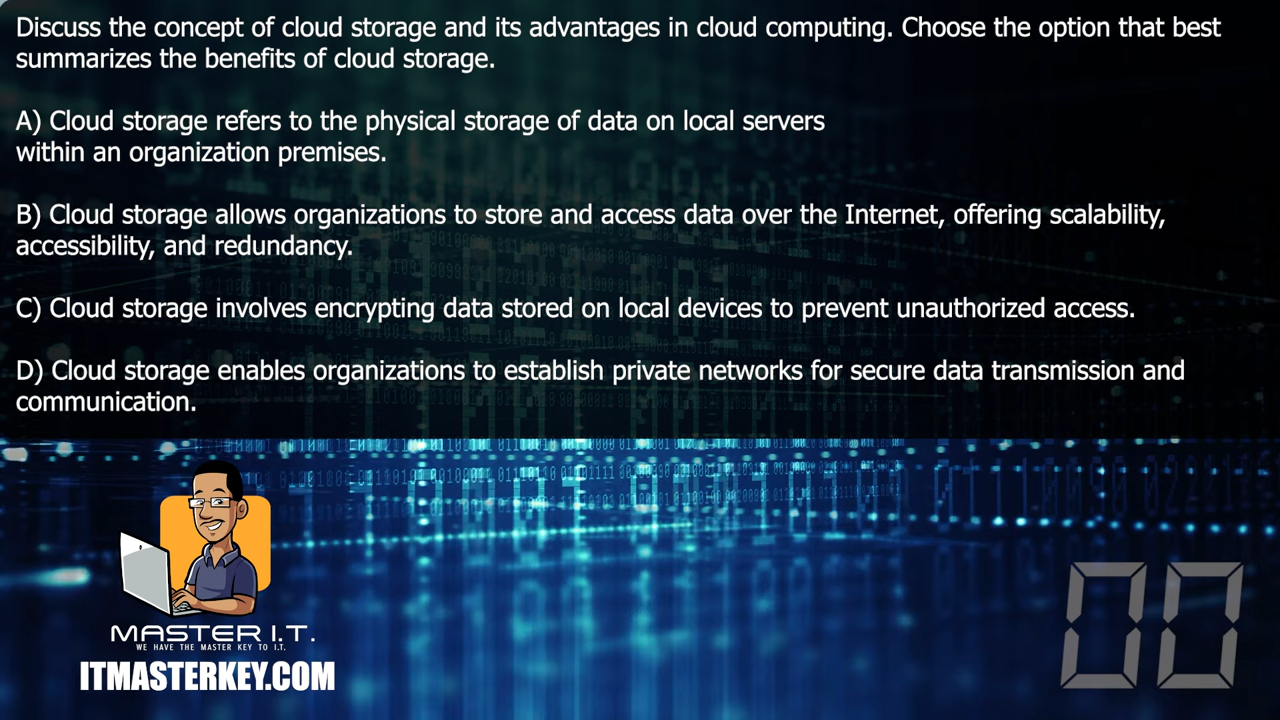 Discuss the concept of cloud storage and its advantages in cloud computing. Choose the option that best
summarizes the benefits of cloud storage.
A) Cloud storage refers to the physical storage of data on local servers
within an organization premises.
B) Cloud storage allows organizations to store and access data over the Internet, offering scalability,
accessibility, and redundancy.
C) Cloud storage involves encrypting data stored on local devices to prevent unauthorized access.
D) Cloud storage enables organizations to establish private networks for secure data transmission and
communication.
MASTER I.T.
WE HAVE THE MASTER KEY TO I.T.
ITMASTERKEY.COM
00